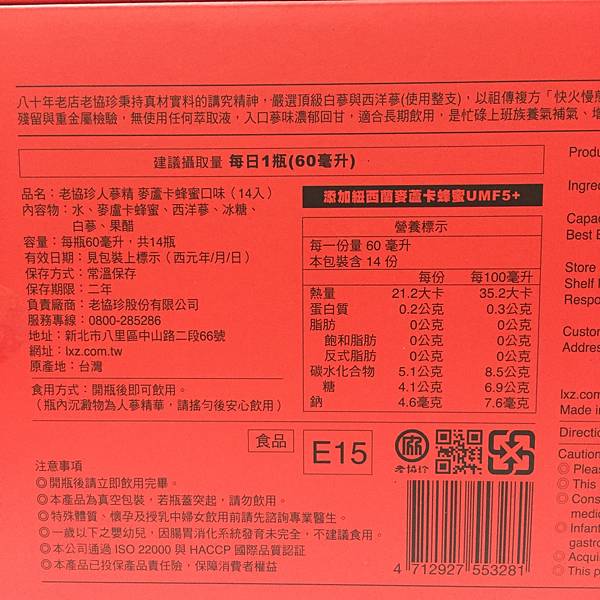 八十年老店老協珍秉持真材實料的講究精神，嚴選頂級白蔘與西洋蔘(使用整支)，以祖傳複方「快火慢
殘留與重金屬檢驗，無使用任何萃取液，入口蔘味濃郁回甘，適合長期飲用，是忙碌上班族養氣補氣、
建議攝取量 每日1瓶(60毫升)
品名：老協珍人蔘精 麥蘆卡蜂蜜口味（14入）
內容物：水、麥盧卡蜂蜜、西洋蔘、冰糖、
白蔘、果醋
容量：每瓶60毫升，共14瓶
有效日期：見包裝上標示（西元年/月/日）
保存方式：常溫保存
保存期限：二年
負責廠商：老協珍股份有限公司
服務專線：0800-285286
地址：新北市八里區中山路二段66號
網址：lxz.com.tw
原產地：台灣
食用方式：開瓶後即可飲用。
（瓶內沉澱物為人蔘精華，請搖勻後安心飲用）
添加紐西蘭麥蘆卡蜂蜜UMF5+
營養標示
每一份量 60 毫升
本包裝含 14 份
每份 每100毫升
熱量 21.2大卡 35.2大卡
蛋白質 0.2公克 0.3公克
脂肪 0公克 0公克
飽和脂肪 0公克 0公克
反式脂肪 0公克 0公克
碳水化合物 5.1公克 8.5公克
糖 4.1公克 6.9公克
鈉 4.6毫克 7.6毫克
食品
E15
老協珍
注意事項
◎開瓶後請立即飲用完畢。
◎本產品為真空包裝，若瓶蓋突起，請勿飲用。
◎特殊體質、懷孕及授乳中婦女飲用前請先諮詢專業醫生。
◎一歲以下之嬰幼兒，因腸胃消化系統發育未完全，不建議食用。
◎本公司通過 ISO 22000 與 HACCP 國際品質認証
◎本產品已投保產品責任險，保障消費者權益
4 712927 553281
Produ
Ingre
Capa
Best E
Store
Shelf
Respo
Custo
Addre
lxz.com
Made in
Directi
Caution
◎ Pleas
◎ This
◎ Cons
medic
◎ Infant
gastro
◎ Acqui
◎ This p